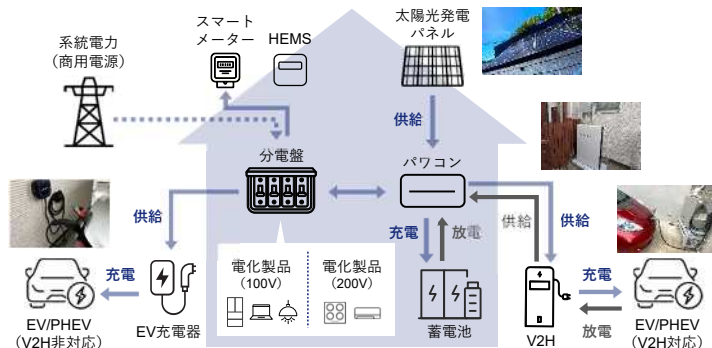 スマート
メーター
HEMS
太陽光発電
パネル
系統電力
（商用電源）
供給
分電盤
パワコン
供給
充電
放電
供給
供給
充電
電化製品
（100V）
電化製品
（200V）
充電
放電
EV/PHEV
（V2H非対応）
EV充電器
蓄電池
V2H
EV/PHEV
（V2H対応）